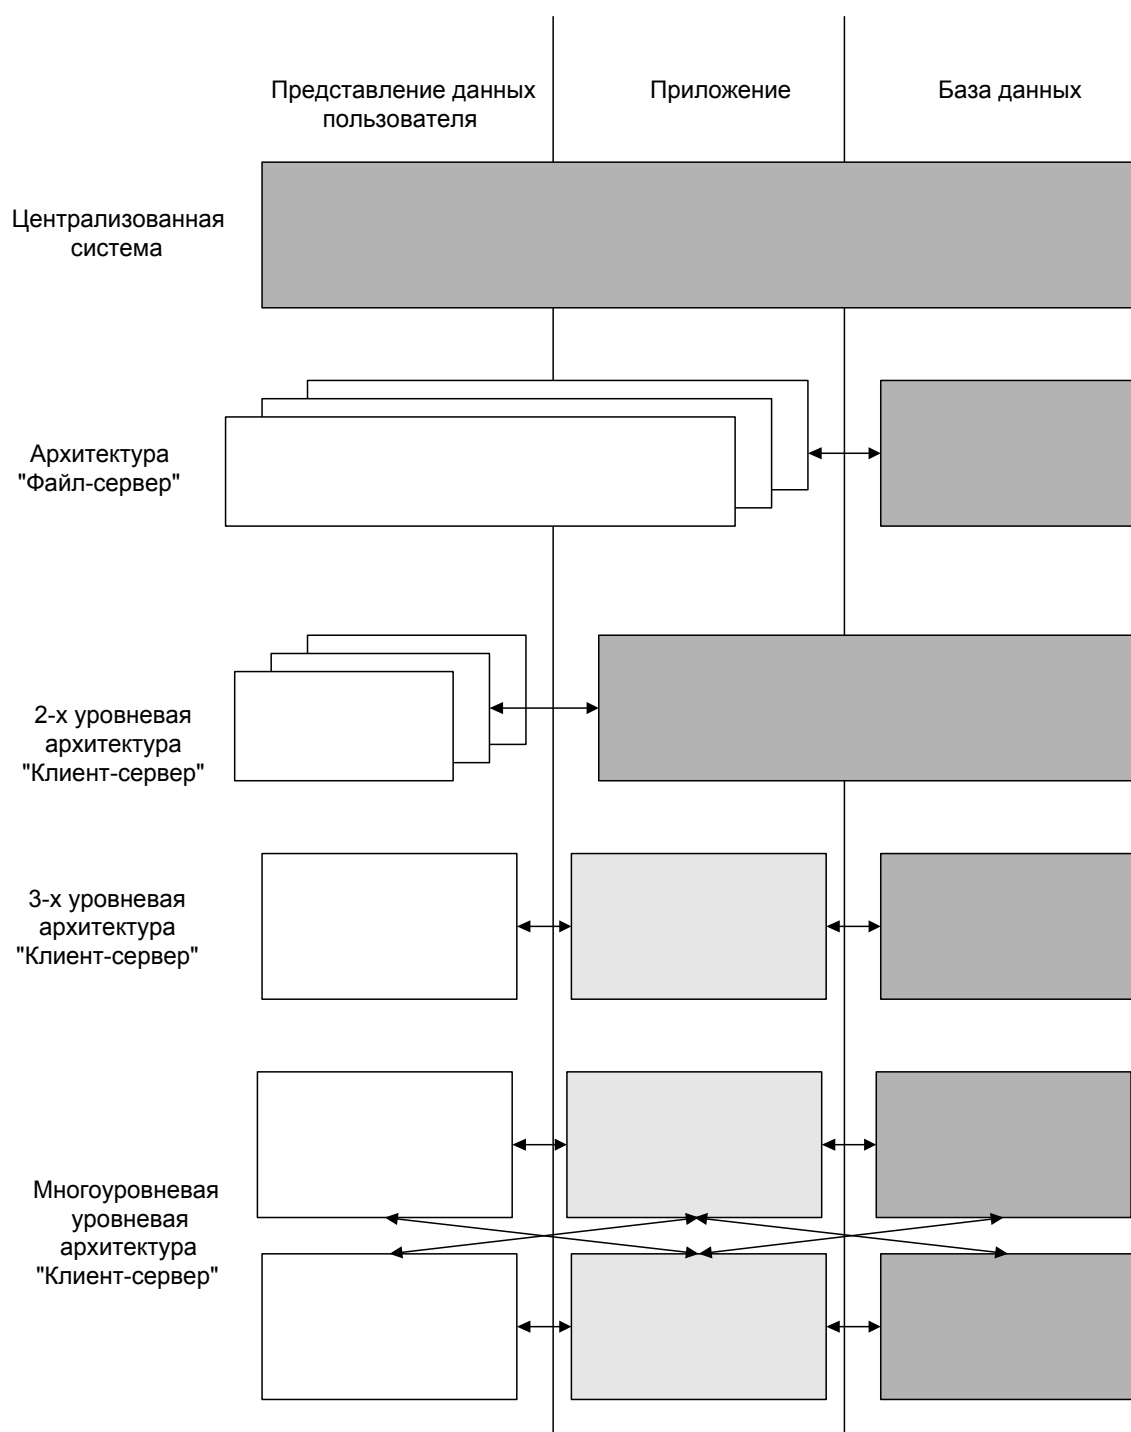 Представление данных
пользователя
Приложение
База данных
Централизованная
система
Архитектура
"Файл-сервер"
2-х уровневая
архитектура
"Клиент-сервер"
3-х уровневая
архитектура
"Клиент-сервер"
Многоуровневая
уровневая
архитектура
"Клиент-сервер"